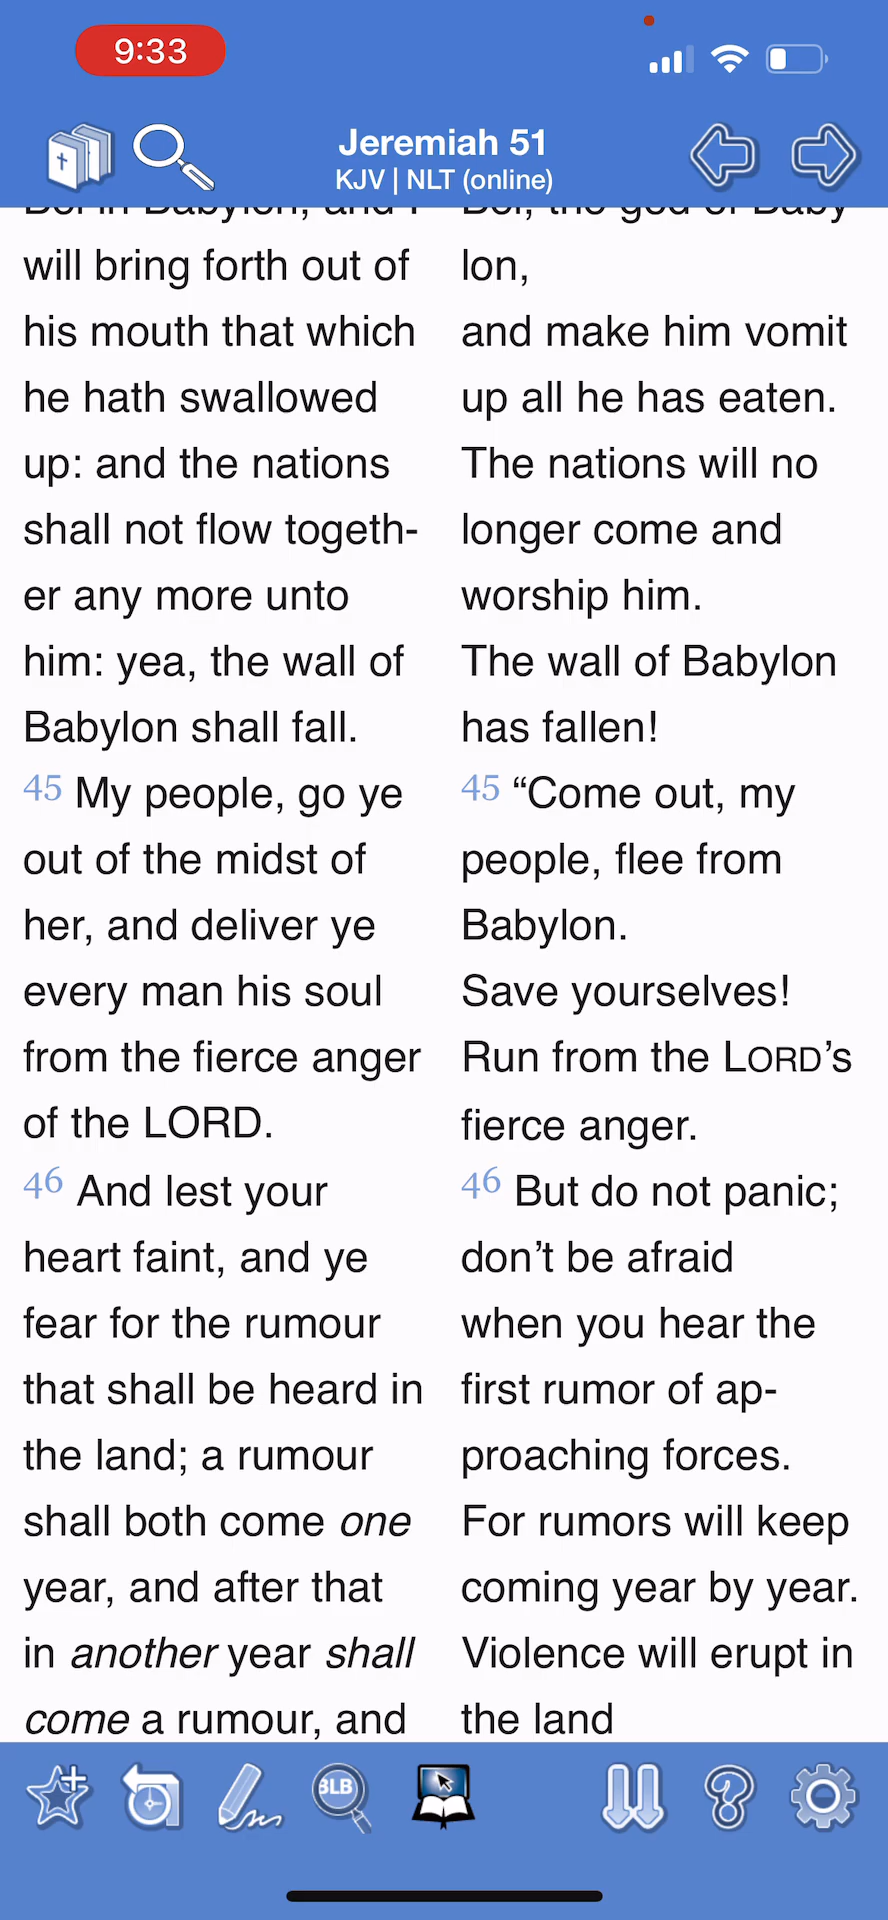 9:33
Jeremiah 51
KJV | NLT (online)
Bel in Babylon, and I
will bring forth out of
his mouth that which
he hath swallowed
up: and the nations
shall not flow togeth-
er any more unto
him: yea, the wall of
Babylon shall fall.
45 My people, go ye
out of the midst of
her, and deliver ye
every man his soul
from the fierce anger
of the LORD.
46 And lest your
heart faint, and ye
fear for the rumour
that shall be heard in
the land; a rumour
shall both come one
year, and after that
in another year shall
come a rumour, and
Bel, the god of Baby
lon,
and make him vomit
up all he has eaten.
The nations will no
longer come and
worship him.
The wall of Babylon
has fallen!
45 “Come out, my
people, flee from
Babylon.
Save yourselves!
Run from the LORD’s
fierce anger.
46 But do not panic;
don’t be afraid
when you hear the
first rumor of ap-
proaching forces.
For rumors will keep
coming year by year.
Violence will erupt in
the land
BLB